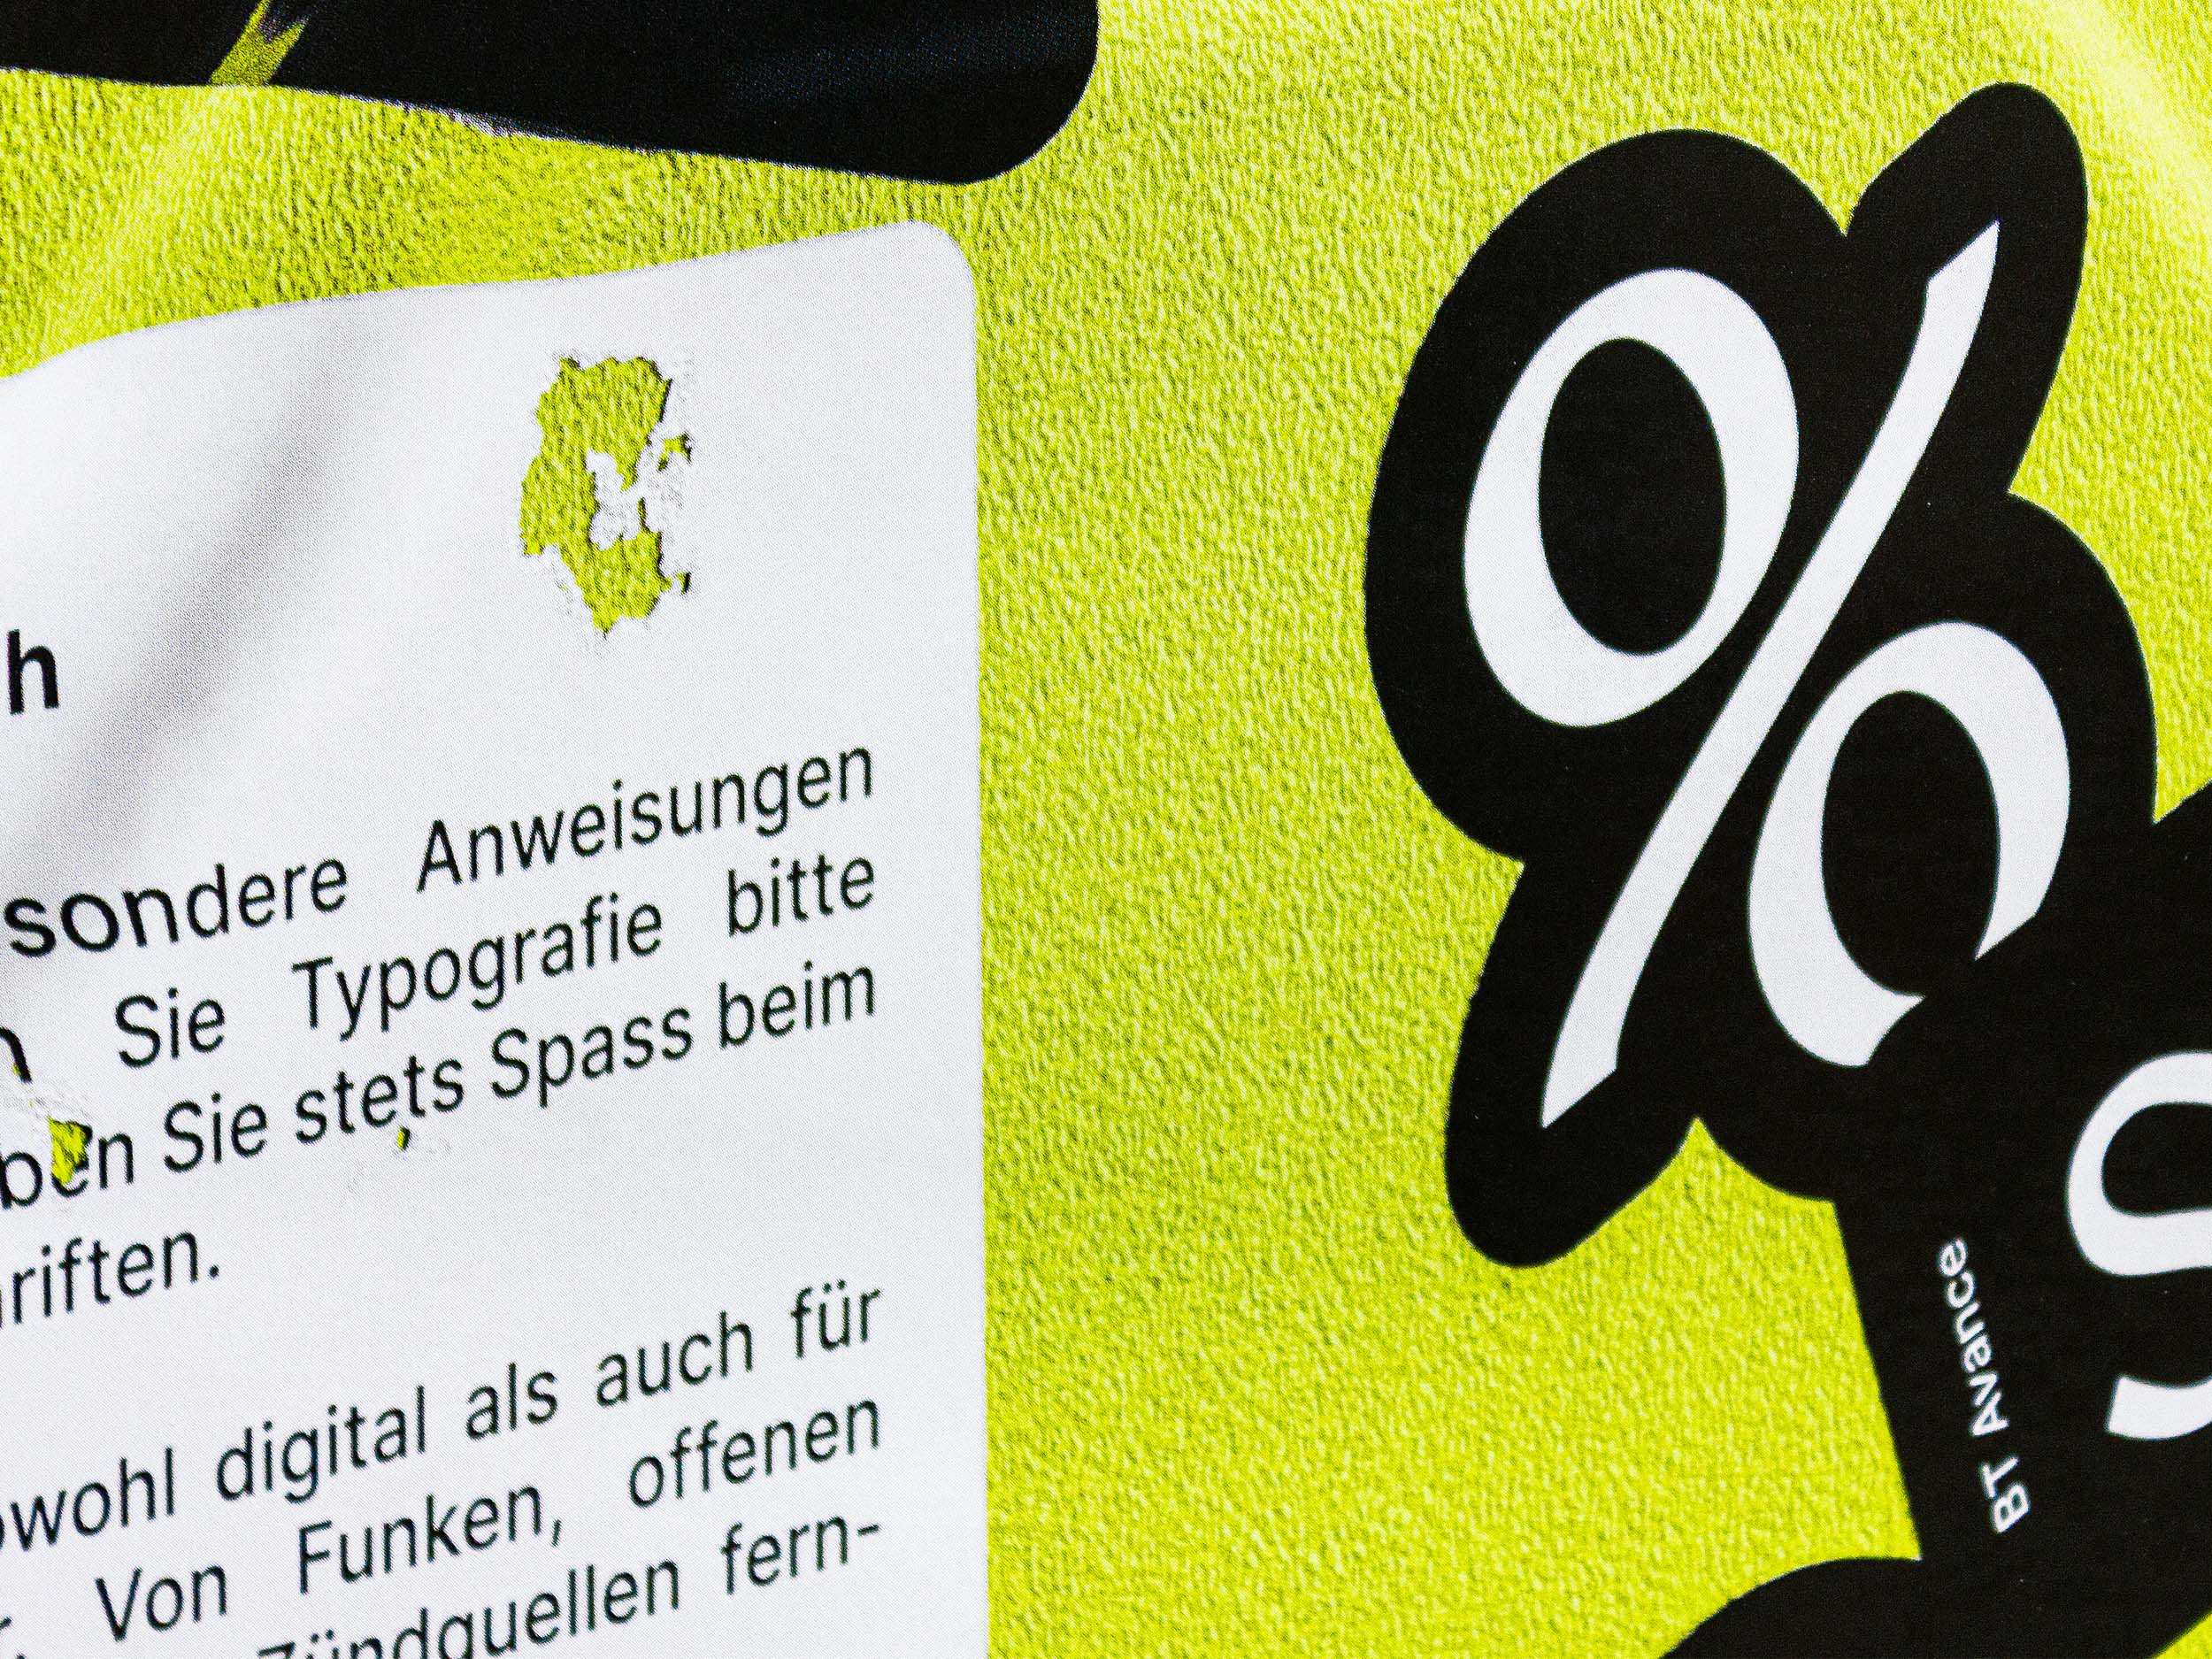 h
sondere Anweisungen
Sie Typografie bitte
ben Sie stets Spass beim
riften.
wohl digital als auch für
Von Funken, offenen
Zündquellen fern-
%
S
BT Avance